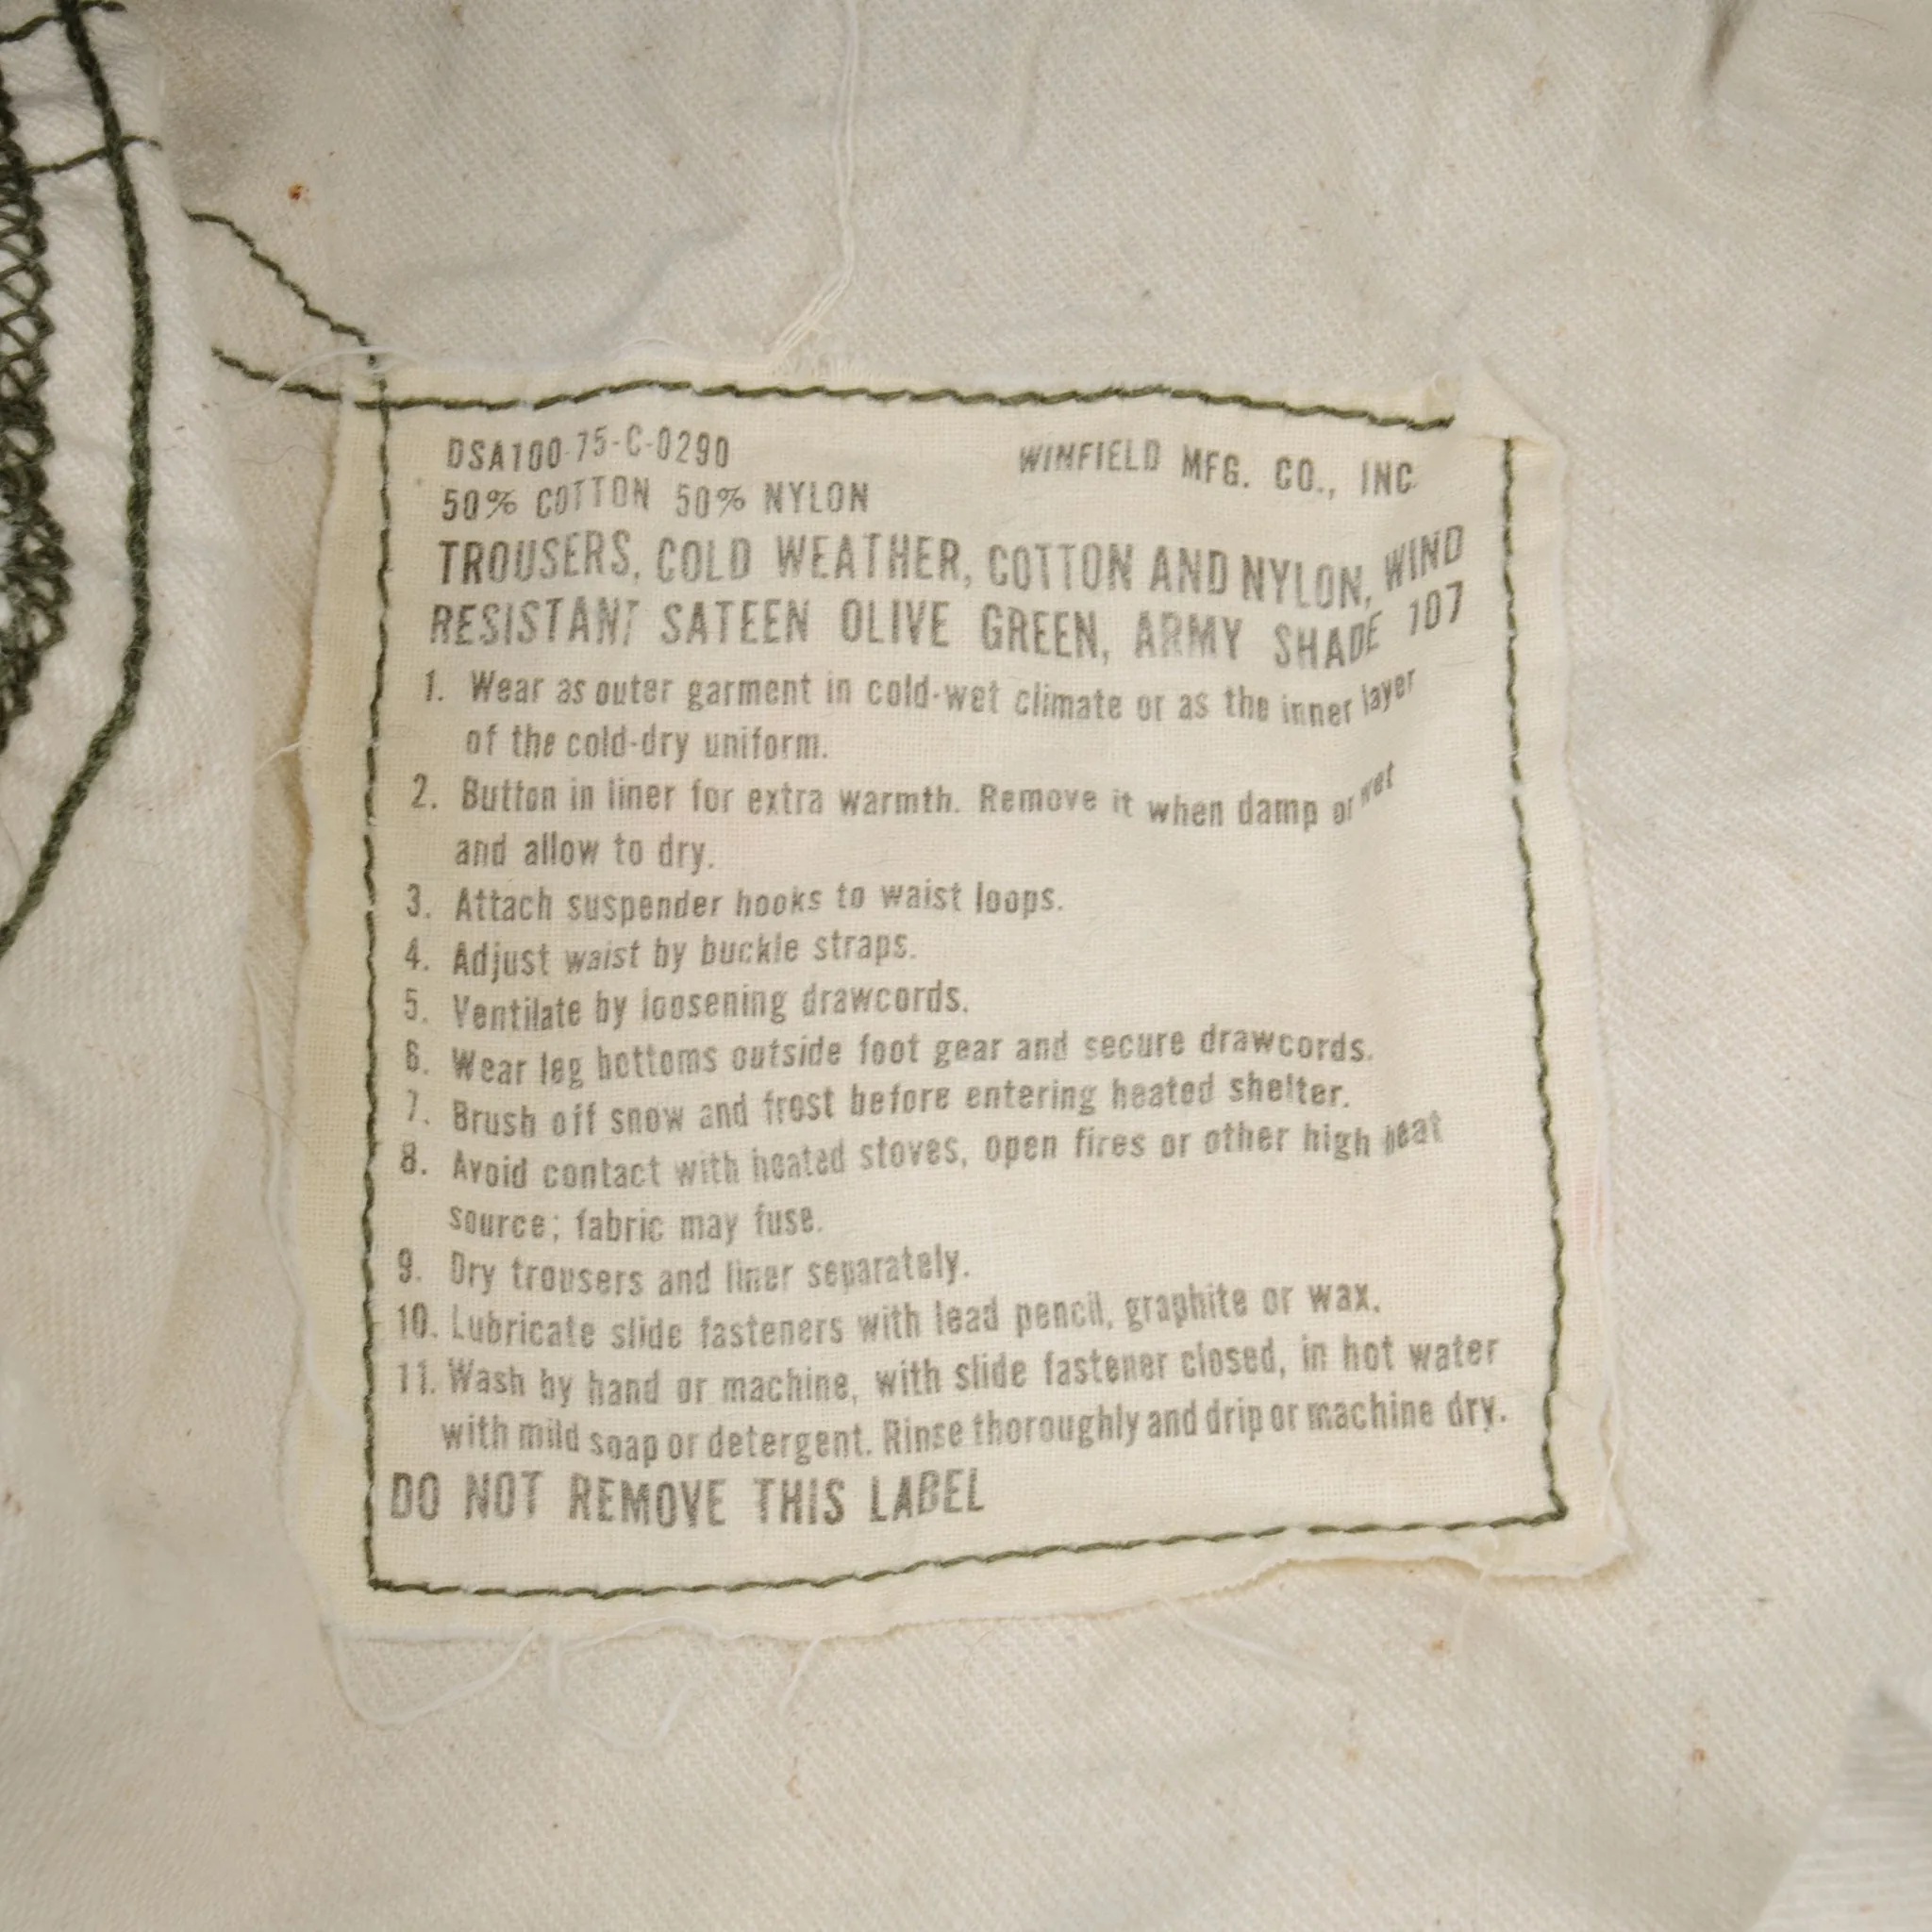 DSA100-75-C-0290 WINFIELD MFG. CO., INC.
50% COTTON 50% NYLON
TROUSERS, COLD WEATHER, COTTON AND NYLON, WIND
RESISTANT SATEEN OLIVE GREEN, ARMY SHADE 107
1. Wear as outer garment in cold-wet climate or as the inner layer
of the cold-dry uniform.
2. Button in liner for extra warmth. Remove it when damp or wet
and allow to dry.
3. Attach suspender hooks to waist loops.
4. Adjust waist by buckle straps.
5. Ventilate by loosening drawcords.
6. Wear leg bottoms outside foot gear and secure drawcords.
7. Brush off snow and frost before entering heated shelter.
8. Avoid contact with heated stoves, open fires or other high heat
source; fabric may fuse.
9. Dry trousers and liner separately.
10. Lubricate slide fasteners with lead pencil, graphite or wax.
11. Wash by hand or machine, with slide fastener closed, in hot water
with mild soap or detergent. Rinse thoroughly and drip or machine dry.
DO NOT REMOVE THIS LABEL